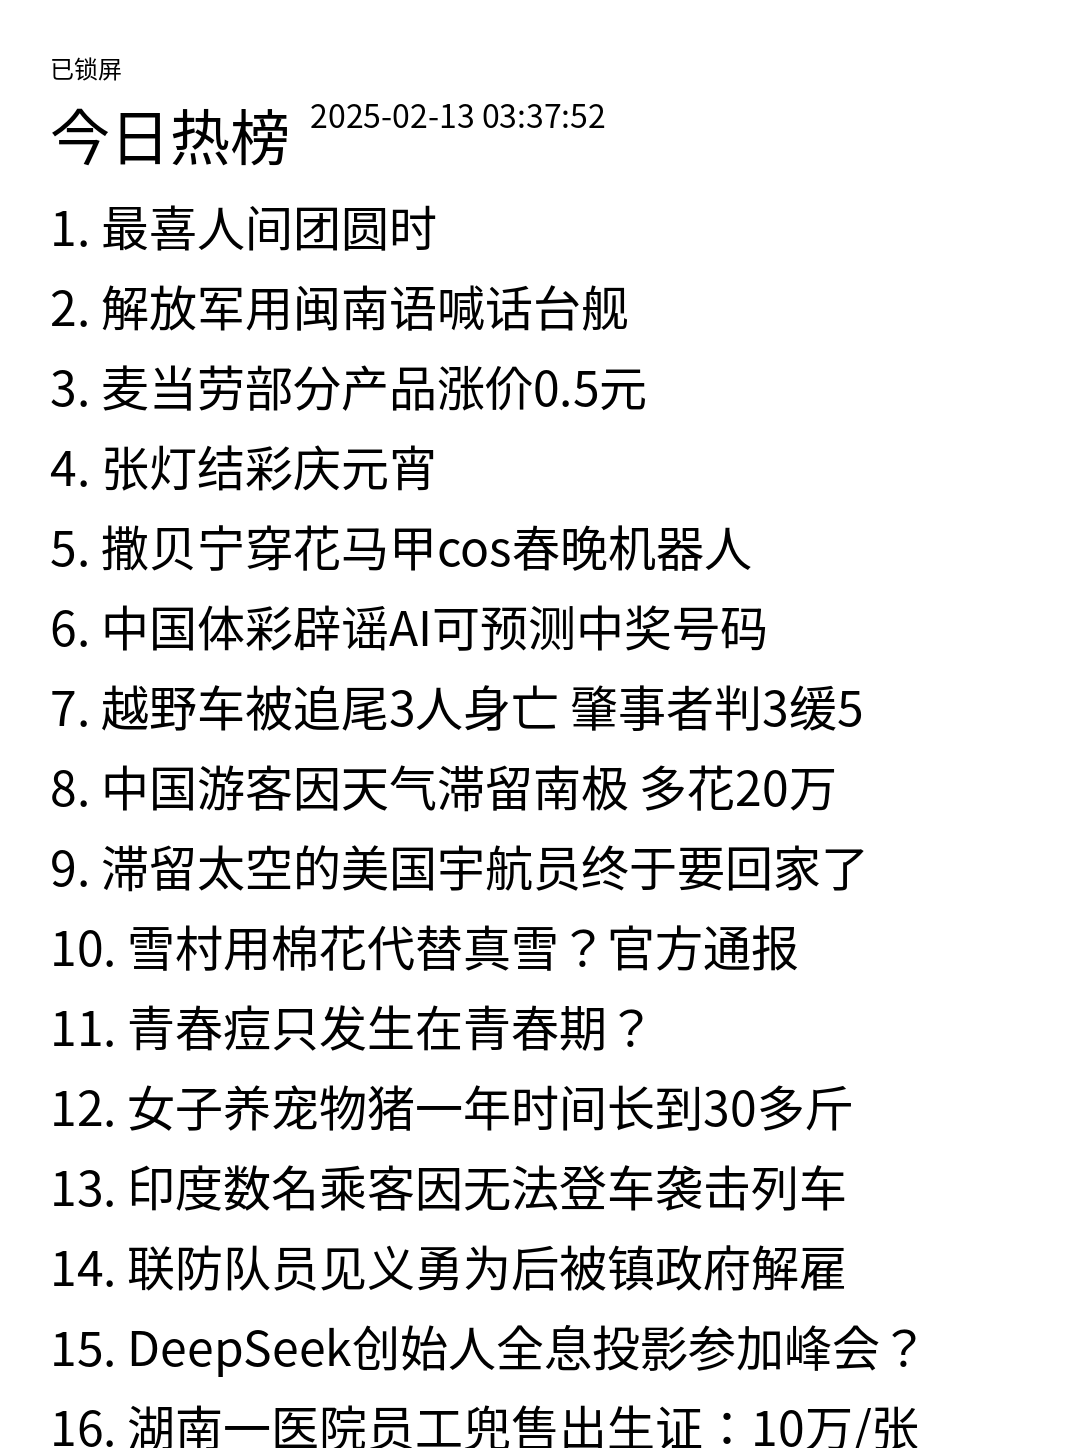 已锁屏
今日热榜 2025-02-13 03:37:52
1. 最喜人间团圆时
2. 解放军用闽南语喊话台舰
3. 麦当劳部分产品涨价0.5元
4. 张灯结彩庆元宵
5. 撒贝宁穿花马甲cos春晚机器人
6. 中国体彩辟谣AI可预测中奖号码
7. 越野车被追尾3人身亡 肇事者判3缓5
8. 中国游客因天气滞留南极 多花20万
9. 滞留太空的美国宇航员终于要回家了
10. 雪村用棉花代替真雪？官方通报
11. 青春痘只发生在青春期？
12. 女子养宠物猪一年时间长到30多斤
13. 印度数名乘客因无法登车袭击列车
14. 联防队员见义勇为后被镇政府解雇
15. DeepSeek创始人全息投影参加峰会？
16. 湖南一医院员工兜售出生证：10万/张